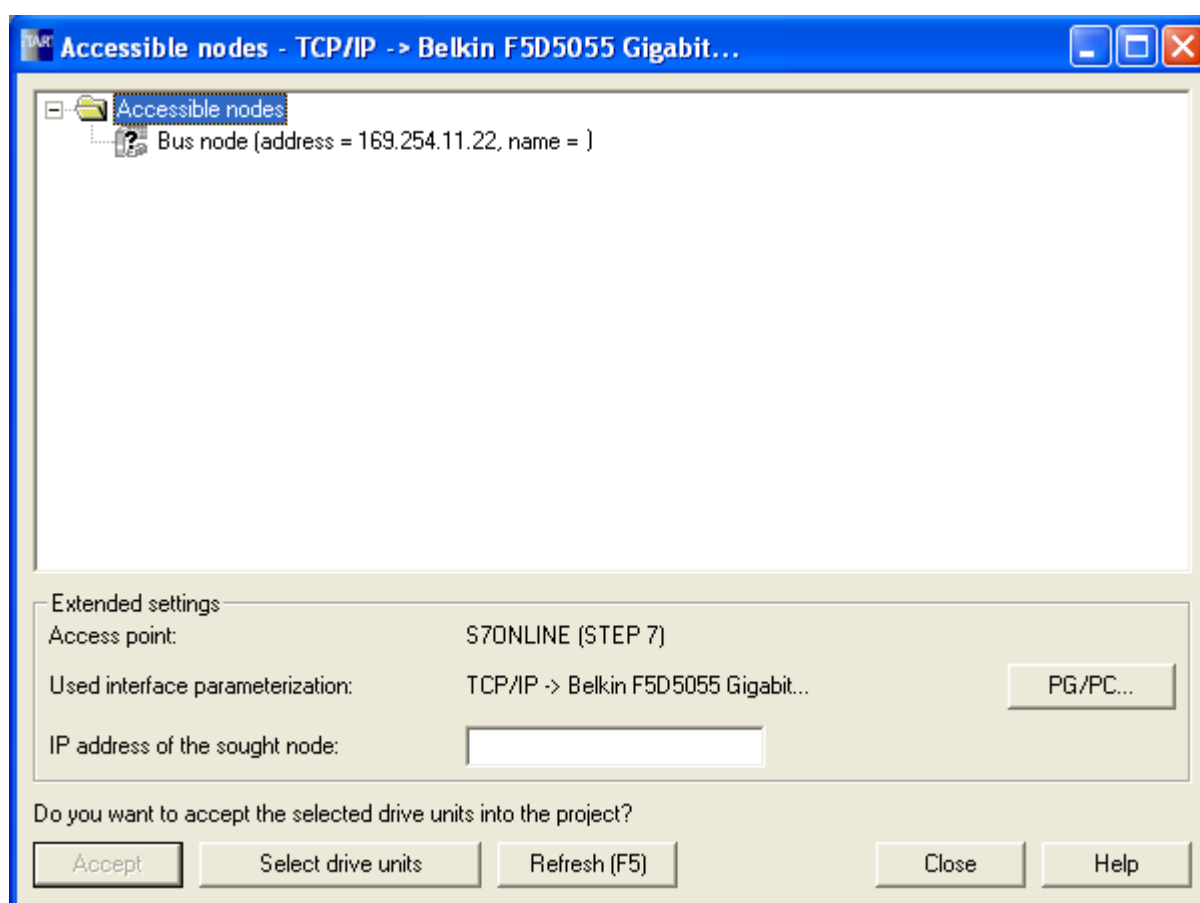 Accessible nodes - TCP/IP -> Belkin F5D5055 Gigabit...
Accessible nodes
Bus node (address = 169.254.11.22, name = )
Extended settings
Access point: S7ONLINE (STEP 7)
Used interface parameterization: TCP/IP -> Belkin F5D5055 Gigabit... PG/PC...
IP address of the sought node:
Do you want to accept the selected drive units into the project?
Accept Select drive units Refresh (F5) Close Help